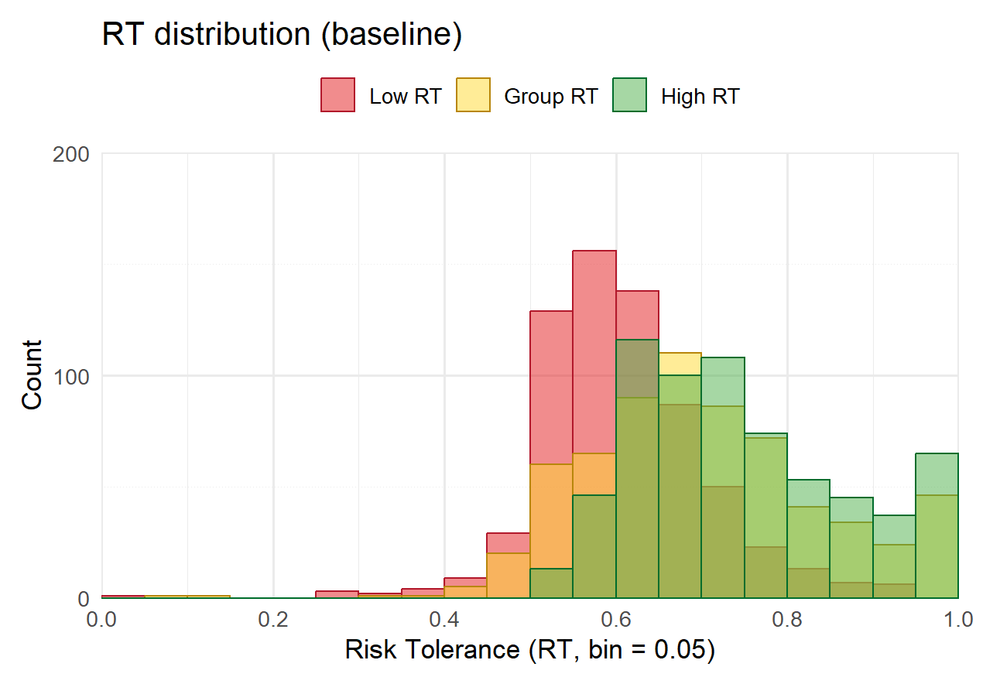 RT distribution (baseline)
Low RT Group RT High RT
200
100
0
Count
0.0 0.2 0.4 0.6 0.8 1.0
Risk Tolerance (RT, bin = 0.05)